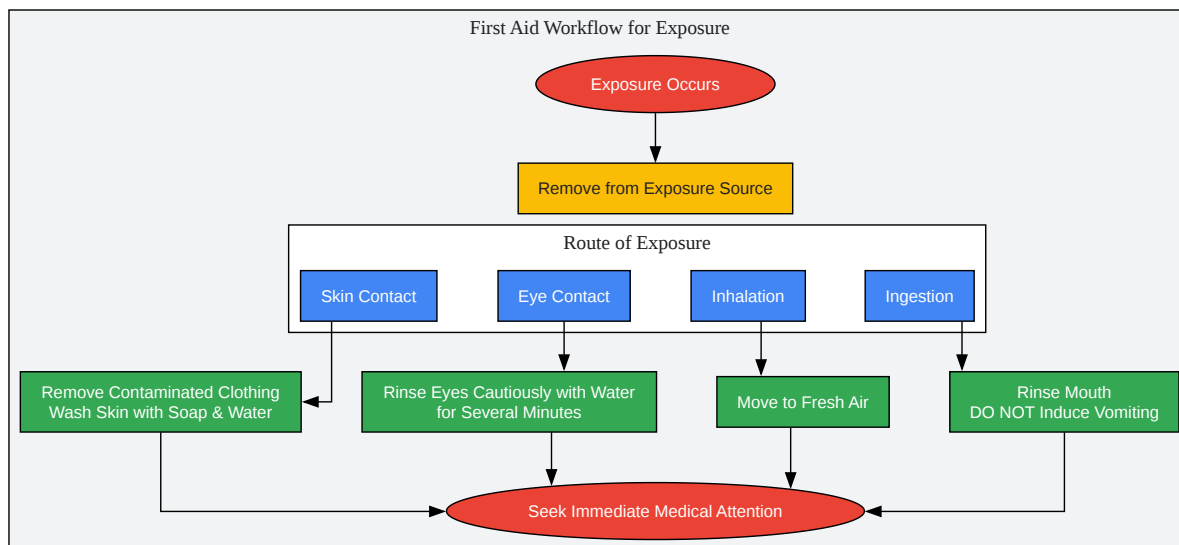 First Aid Workflow for Exposure
Exposure Occurs
Remove from Exposure Source
Route of Exposure
Skin Contact
Eye Contact
Inhalation
Ingestion
Remove Contaminated Clothing
Wash Skin with Soap & Water
Rinse Eyes Cautiously with Water
for Several Minutes
Move to Fresh Air
Rinse Mouth
DO NOT Induce Vomiting
Seek Immediate Medical Attention